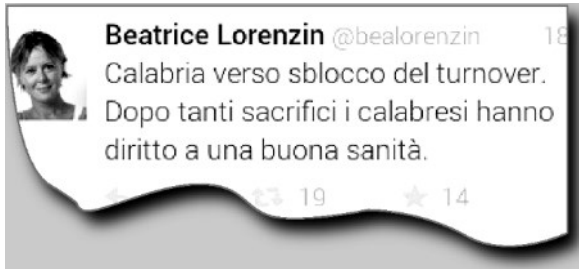 Beatrice Lorenzin @bealorenzin 18
Calabria verso sblocco del turnover.
Dopo tanti sacrifici i calabresi hanno
diritto a una buona sanità.
19 14